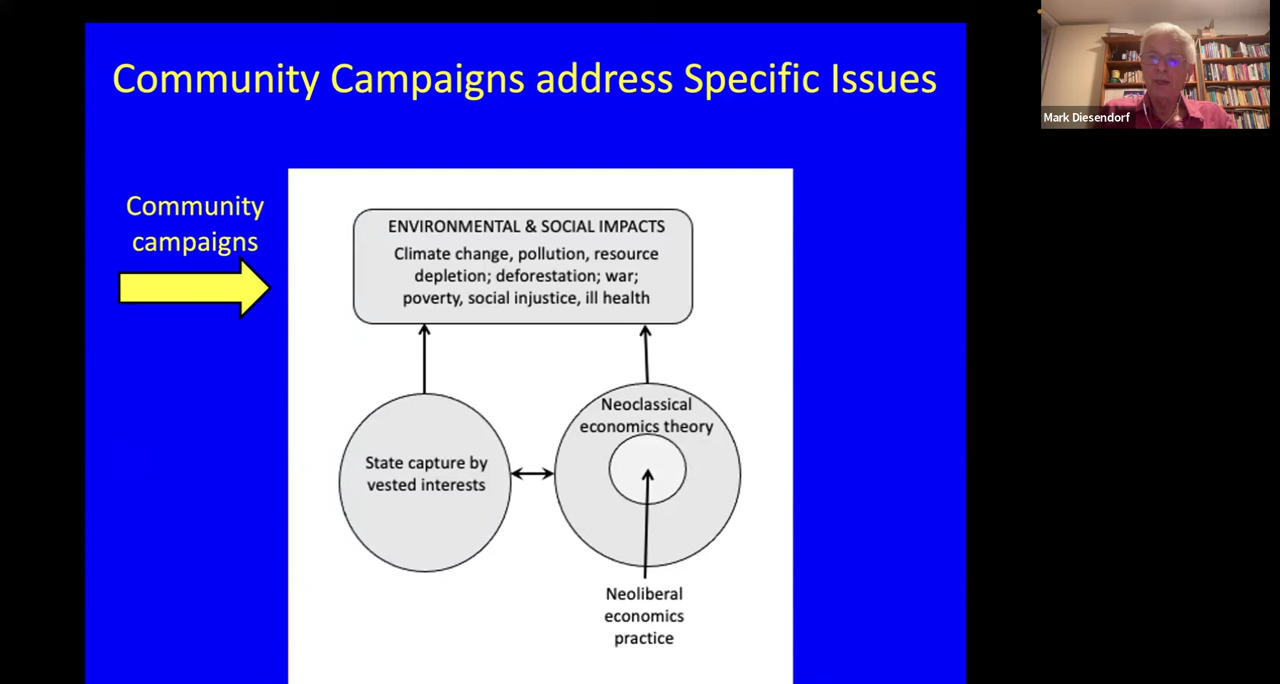 Community Campaigns address Specific Issues
Mark Diesendorf
Community
campaigns
ENVIRONMENTAL & SOCIAL IMPACTS
Climate change, pollution, resource
depletion; deforestation; war;
poverty, social injustice, ill health
State capture by
vested interests
Neoclassical
economics theory
Neoliberal
economics
practice